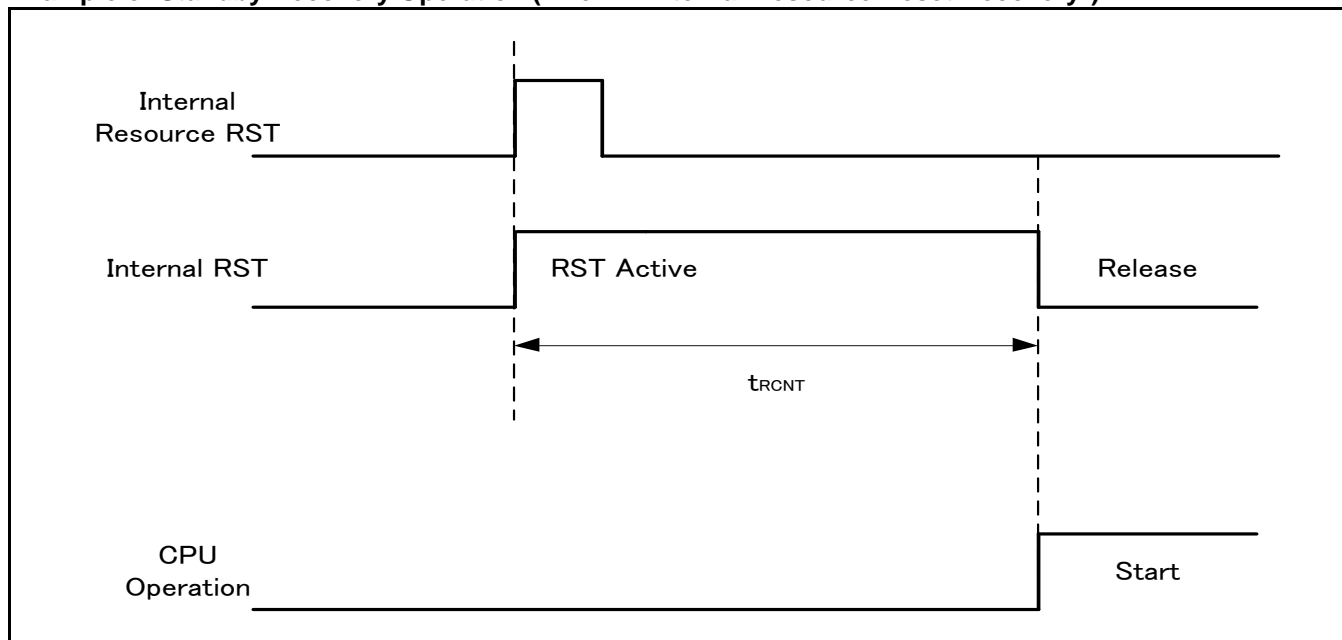 Internal
Resource RST
Internal RST
RST Active
Release
tRCNT
CPU
Operation
Start